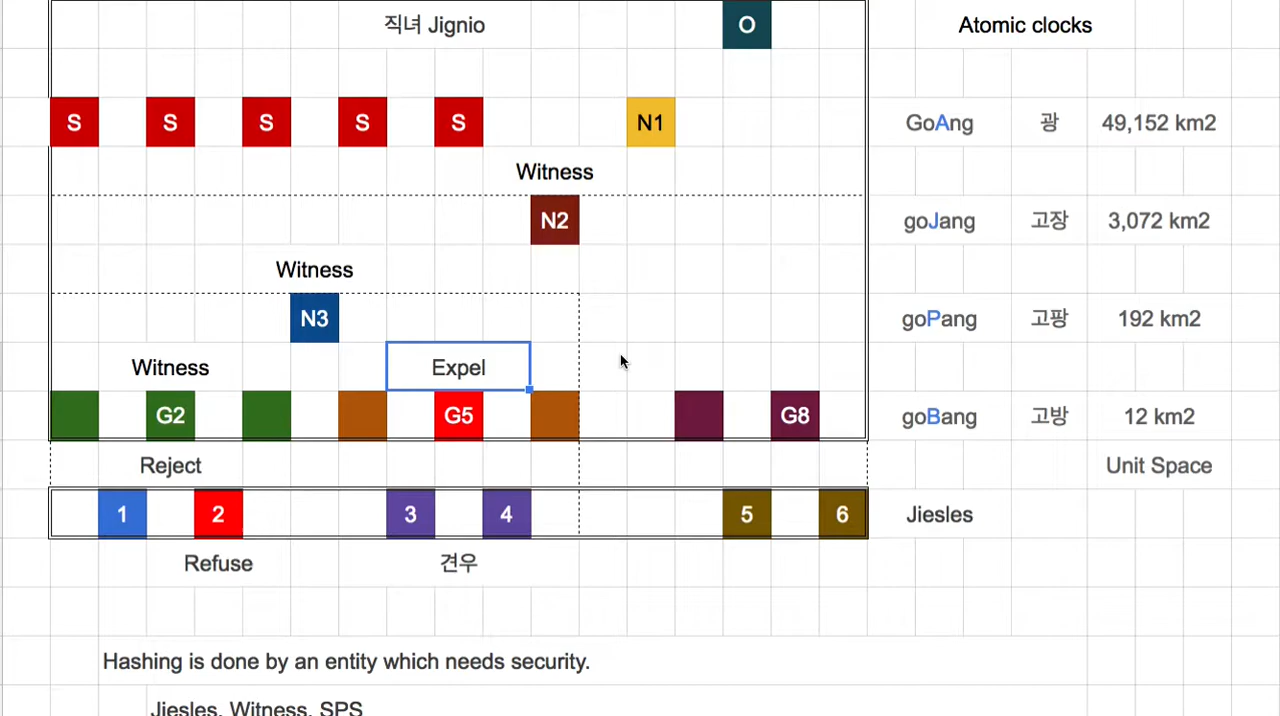 직녀 Jignio O Atomic clocks
S S S S S N1 GoAng 광 49,152 km2
Witness
N2 goJang 고장 3,072 km2
Witness
N3 goPang 고팡 192 km2
Witness Expel
G2 G5 G8 goBang 고방 12 km2
Reject Unit Space
1 2 3 4 5 6 Jiesles
Refuse 견우
Hashing is done by an entity which needs security.
Jiesles, Witness, SPS